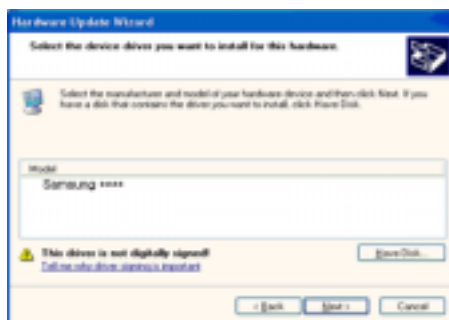 Hardware Update Wizard
Select the device driver you want to install for this hardware.
Select the manufacturer and model of your hardware device and then click Next. If you
have a disk that contains the driver you want to install, click Have Disk.
Model
Samsung ****
This driver is not digitally signed!
Tell me why driver signing is important
Have Disk...
< Back
Next >
Cancel